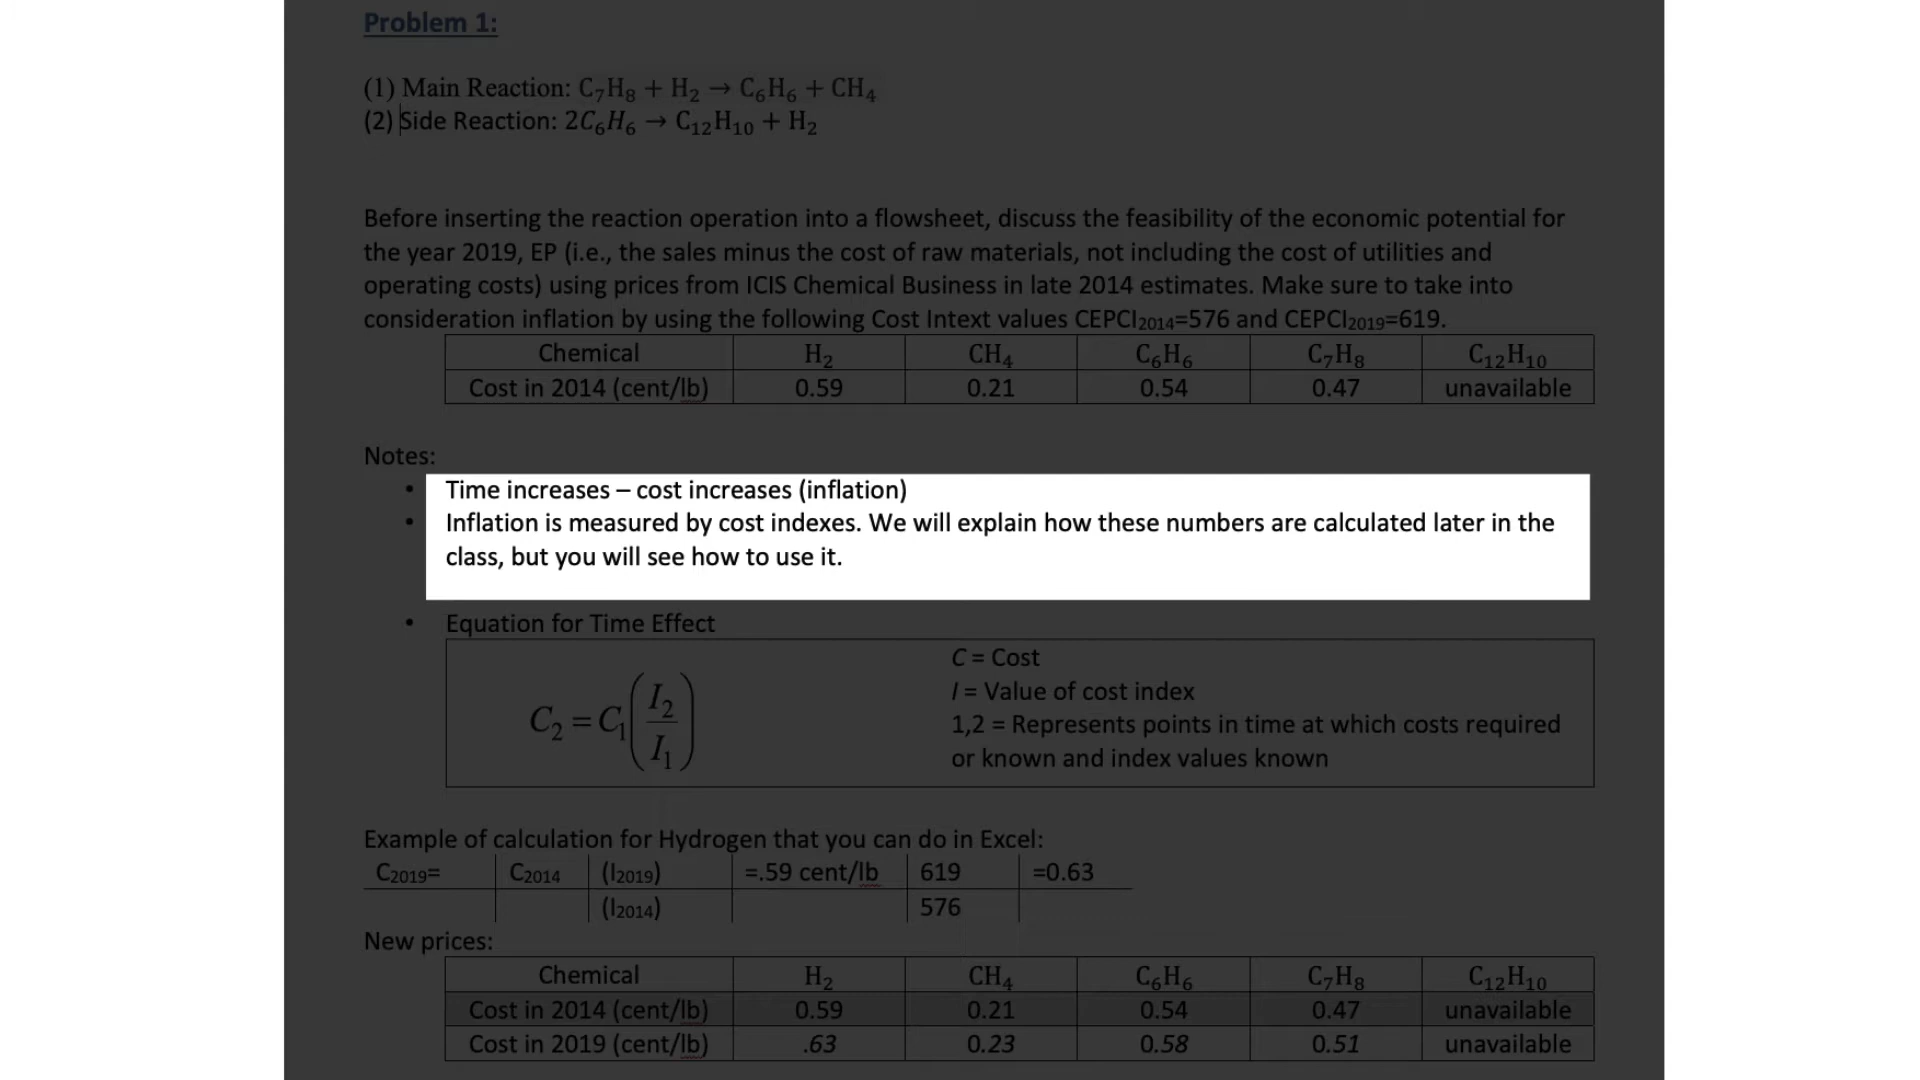 Problem 1:
(1) Main Reaction: C₇H₈ + H₂ → C₆H₆ + CH₄
(2) Side Reaction: 2C₆H₆ → C₁₂H₁₀ + H₂
Before inserting the reaction operation into a flowsheet, discuss the feasibility of the economic potential for
the year 2019, EP (i.e., the sales minus the cost of raw materials, not including the cost of utilities and
operating costs) using prices from ICIS Chemical Business in late 2014 estimates. Make sure to take into
consideration inflation by using the following Cost Intext values CEPCI₂₀₁₄=576 and CEPCI₂₀₁₉=619.
Chemical H₂ CH₄ C₆H₆ C₇H₈ C₁₂H₁₀
Cost in 2014 (cent/lb) 0.59 0.21 0.54 0.47 unavailable
Notes:
• Time increases – cost increases (inflation)
• Inflation is measured by cost indexes. We will explain how these numbers are calculated later in the
class, but you will see how to use it.
• Equation for Time Effect
C₂ = C₁(I₂/I₁)
C = Cost
I = Value of cost index
1,2 = Represents points in time at which costs required
or known and index values known
Example of calculation for Hydrogen that you can do in Excel:
C₂₀₁₉= C₂₀₁₄ (I₂₀₁₉) =.59 cent/lb 619 =0.63
(I₂₀₁₄) 576
New prices:
Chemical H₂ CH₄ C₆H₆ C₇H₈ C₁₂H₁₀
Cost in 2014 (cent/lb) 0.59 0.21 0.54 0.47 unavailable
Cost in 2019 (cent/lb) .63 0.23 0.58 0.51 unavailable